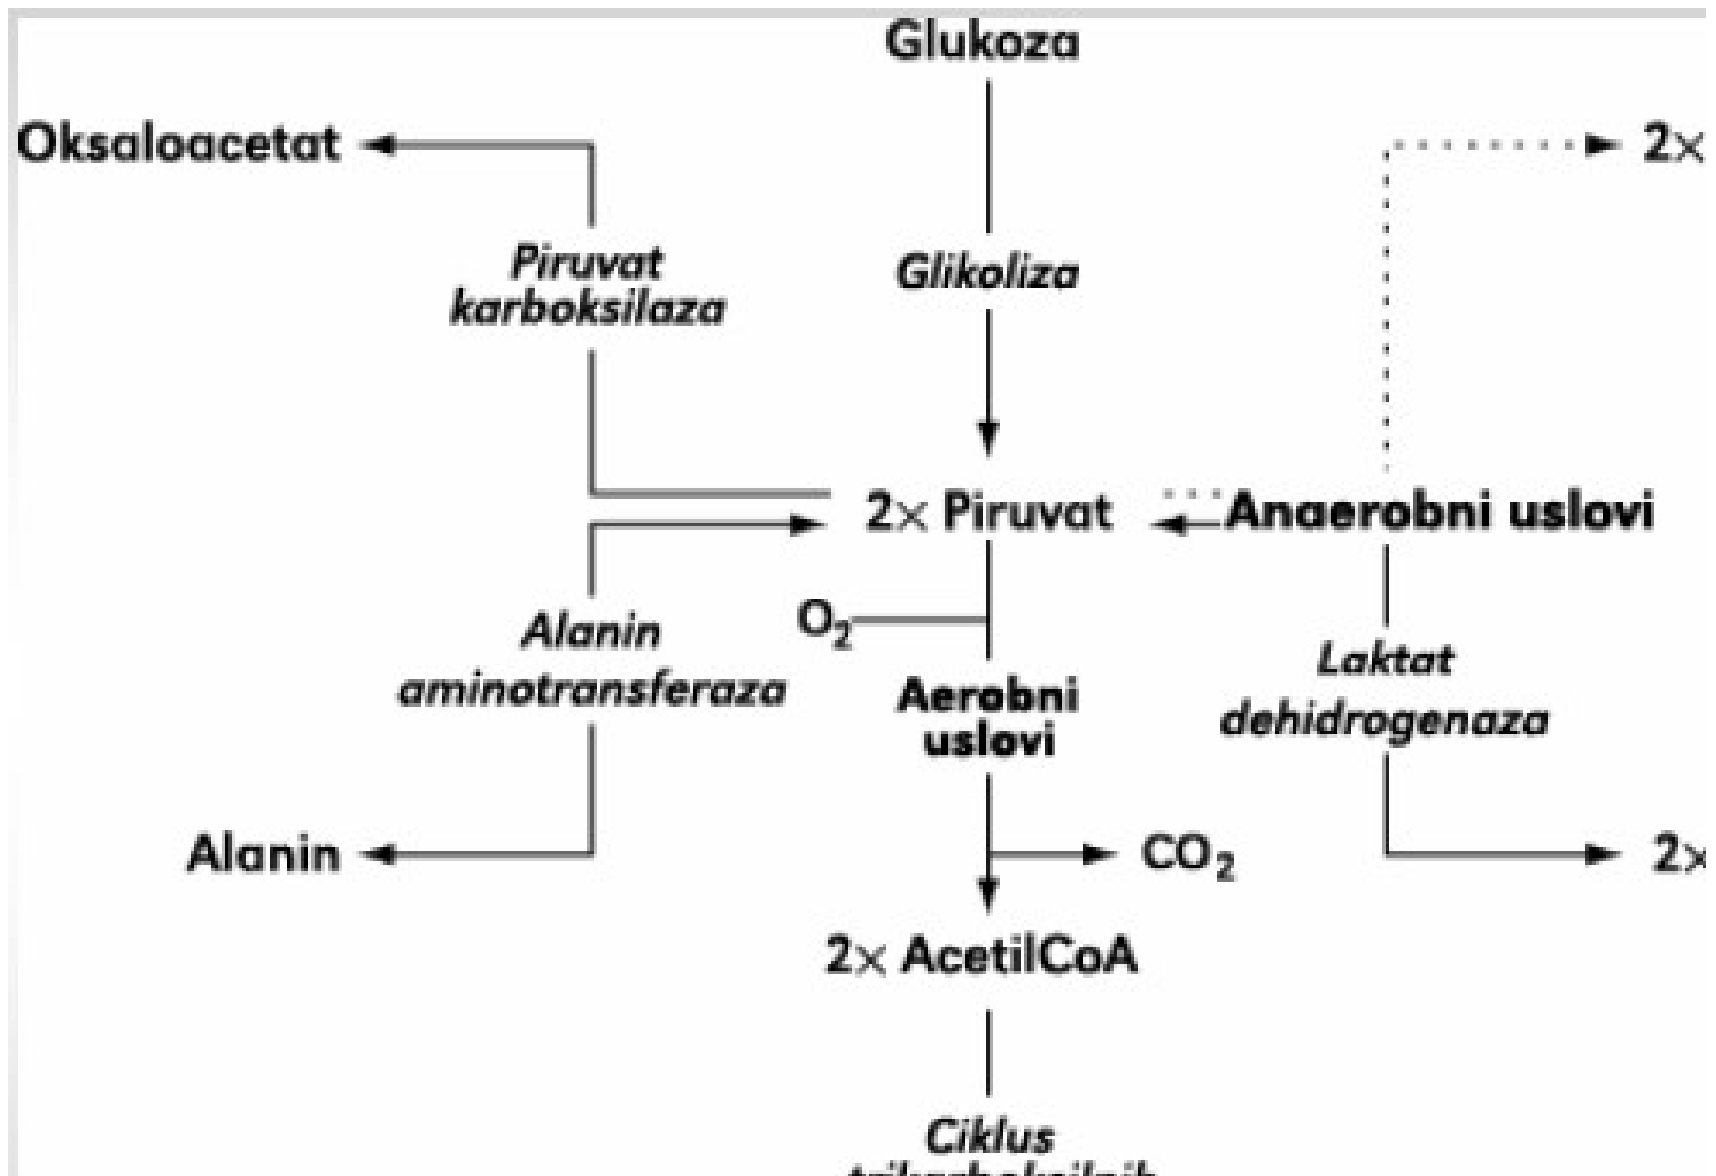 Glukoza
Oksaloacetat
2×
Piruvat
karboksilaza
Glikoliza
2× Piruvat
Anaerobni uslovi
O₂
Alanin
aminotransferaza
Laktat
dehidrogenaza
Aerobni
uslovi
Alanin
CO₂
2×
2× AcetilCoA
Ciklus